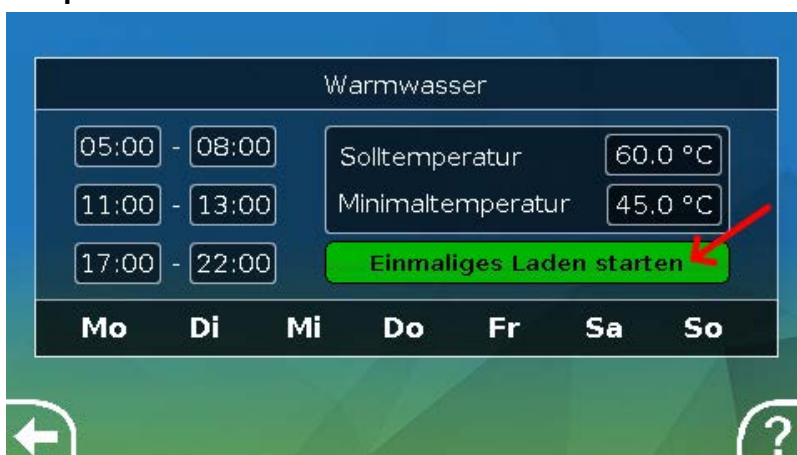 Warmwasser
05:00 - 08:00
Solltemperatur 60.0 °C
11:00 - 13:00
Minimaltemperatur 45.0 °C
17:00 - 22:00
Einmaliges Laden starten
Mo Di Mi Do Fr Sa So
?